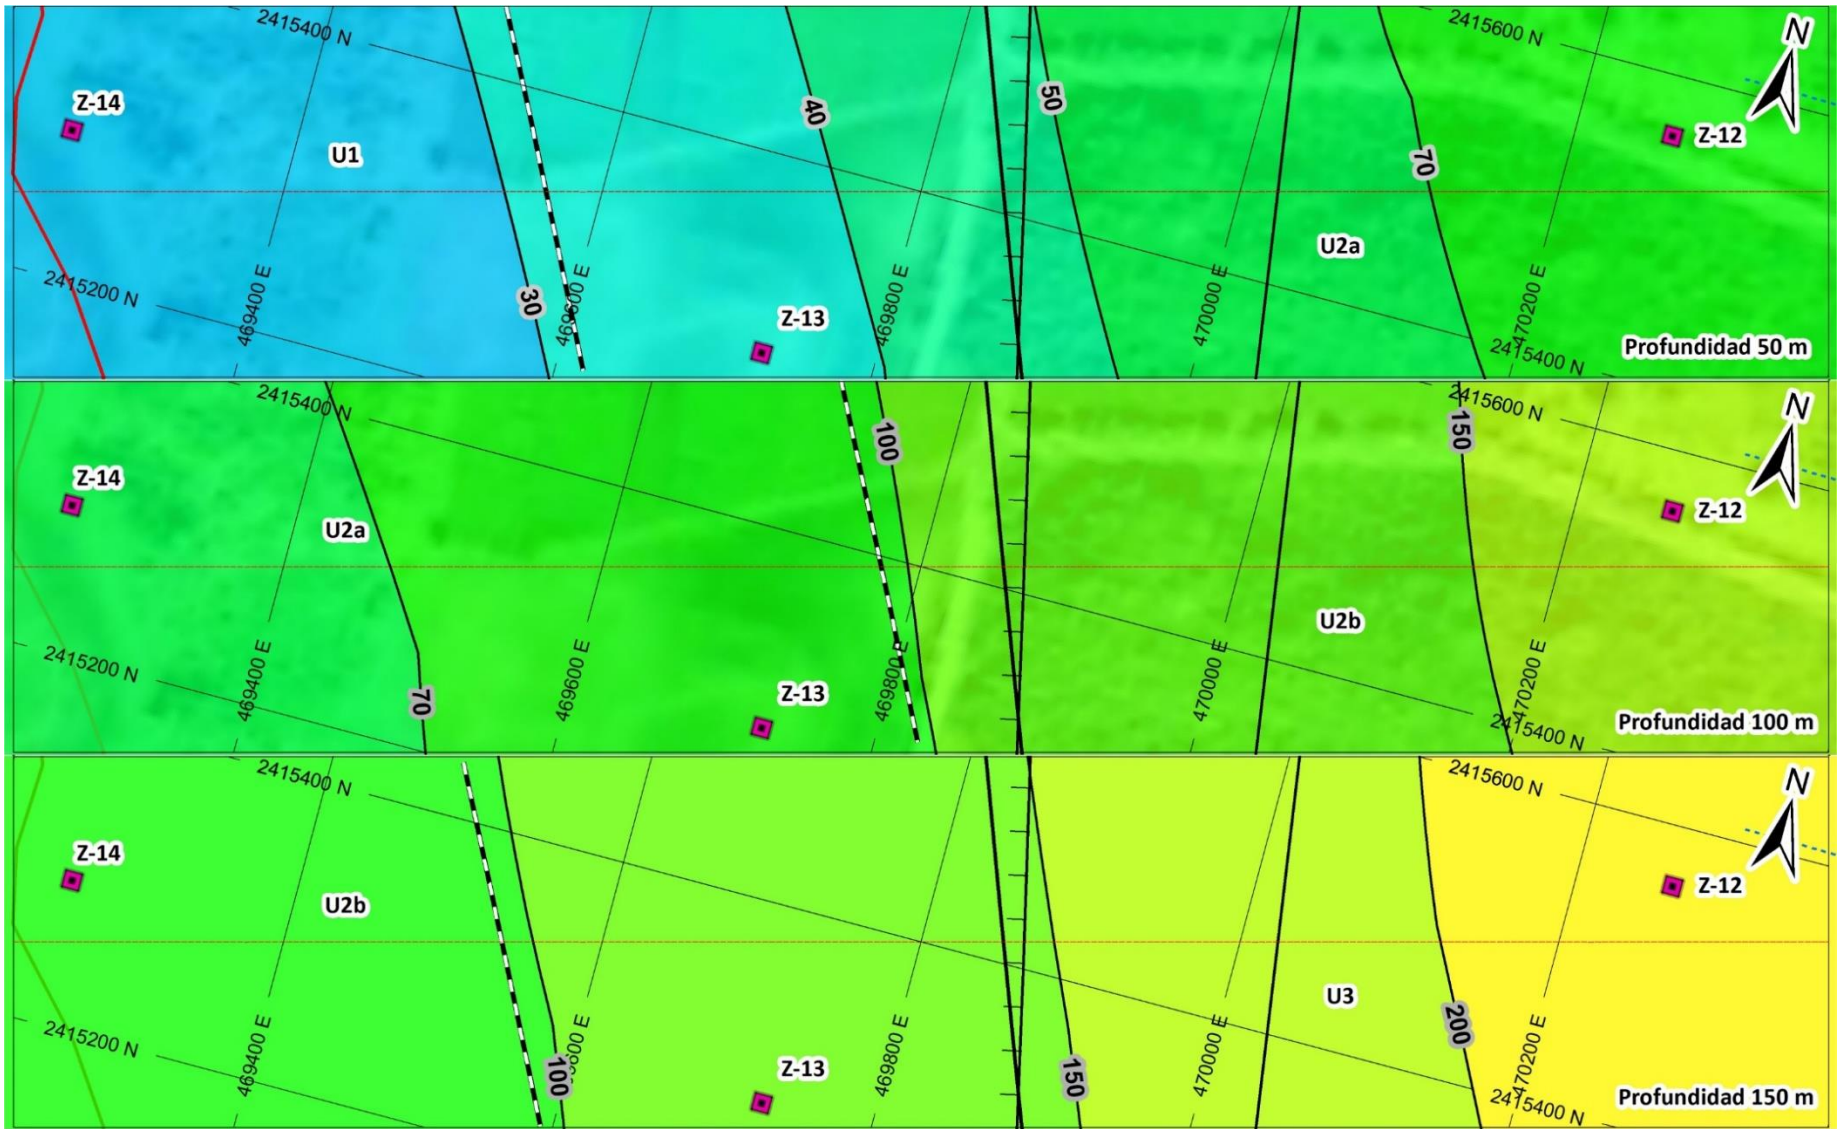 2415400 N
2415600 N
N
Z-14
40
50
Z-12
U1
70
U2a
2415200 N
469400 E
30
469600 E
Z-13
469800 E
470000 E
470200 E
2415400 N
Profundidad 50 m
2415400 N
2415600 N
N
100
150
Z-14
Z-12
U2a
U2b
2415200 N
469400 E
70
469600 E
Z-13
469800 E
470000 E
470200 E
2415400 N
Profundidad 100 m
2415400 N
2415600 N
N
Z-14
Z-12
U2b
U3
200
2415200 N
469400 E
100
Z-13
469800 E
150
470000 E
470200 E
2415400 N
Profundidad 150 m